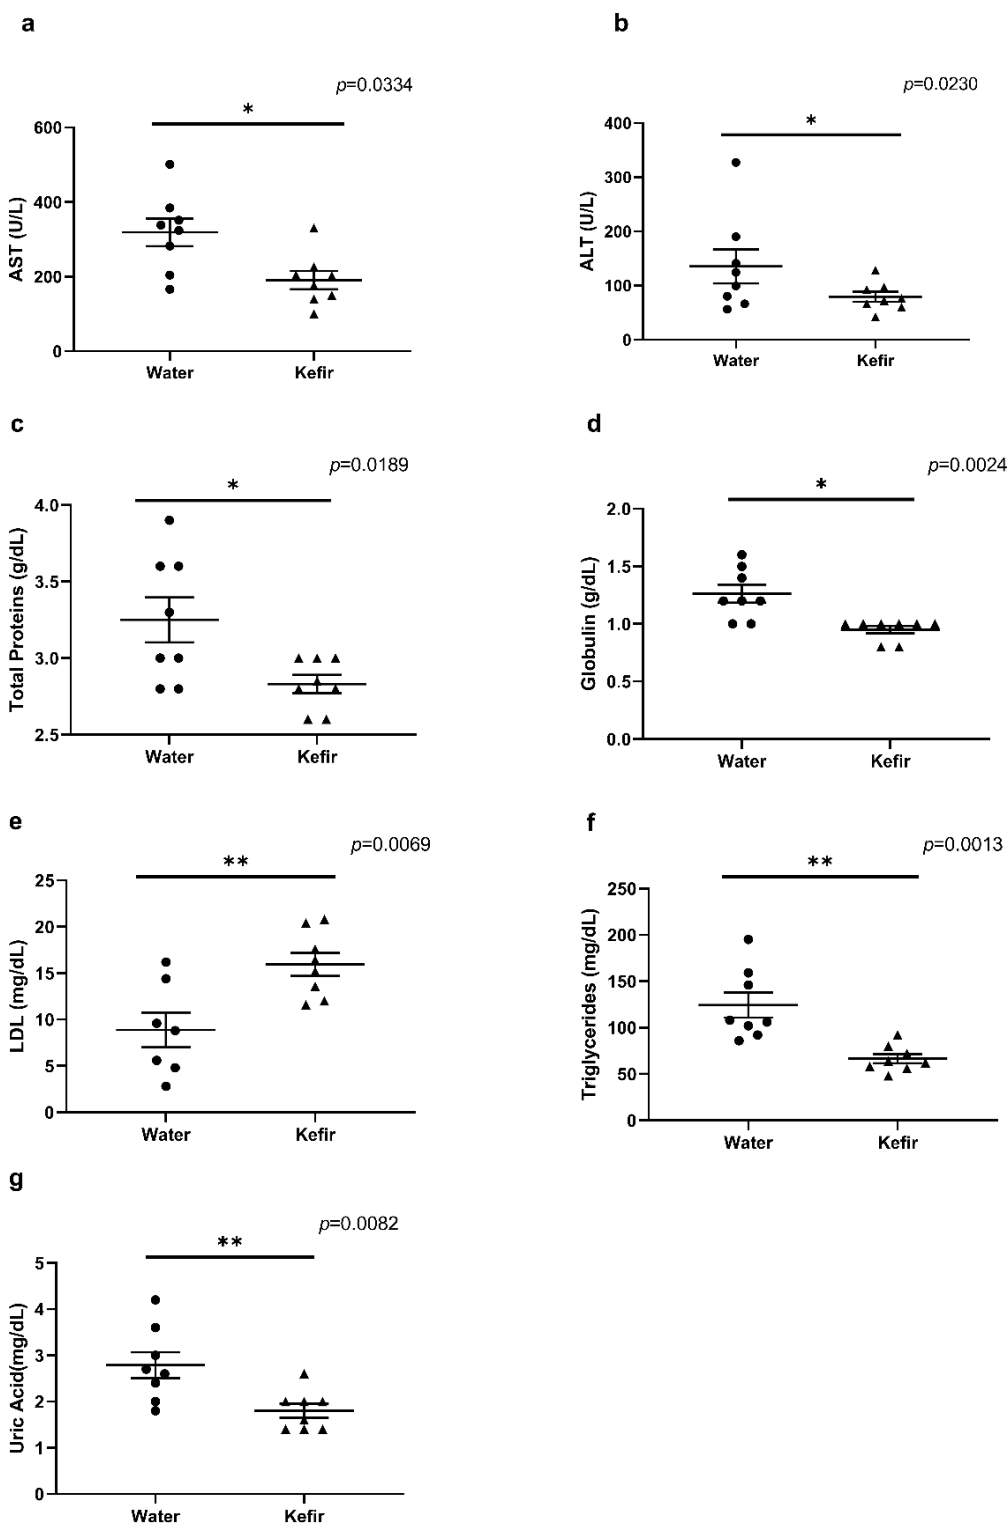 a
p=0.0334
*
600
400
200
0
AST (U/L)
Water Kefir
b
p=0.0230
*
400
300
200
100
0
ALT (U/L)
Water Kefir
c
p=0.0189
*
4.0
3.5
3.0
2.5
Total Proteins (g/dL)
Water Kefir
d
p=0.0024
*
2.0
1.5
1.0
0.5
0.0
Globulin (g/dL)
Water Kefir
e
p=0.0069
**
25
20
15
10
5
0
LDL (mg/dL)
Water Kefir
f
p=0.0013
**
250
200
150
100
50
0
Triglycerides (mg/dL)
Water Kefir
g
p=0.0082
**
5
4
3
2
1
0
Uric Acid(mg/dL)
Water Kefir